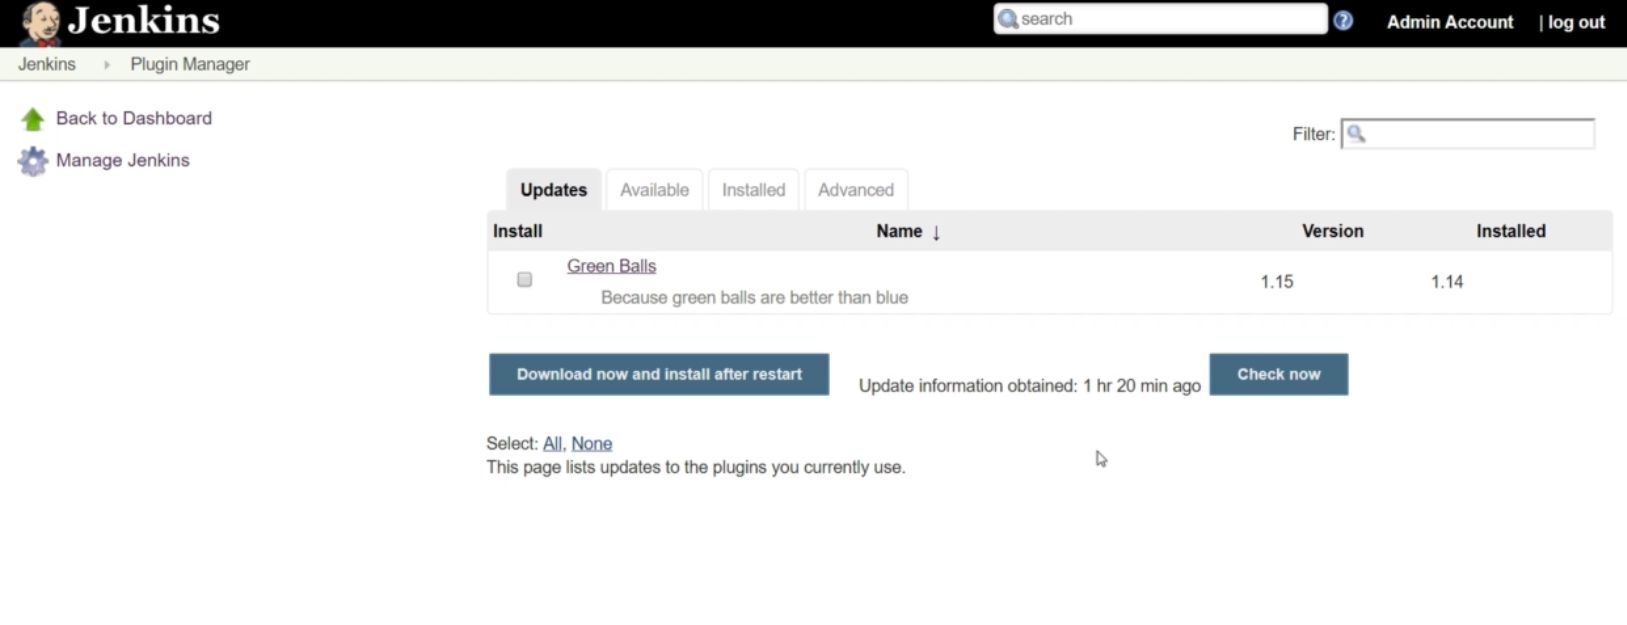 Jenkins
search
Admin Account | log out
Jenkins Plugin Manager
Back to Dashboard
Manage Jenkins
Filter:
Updates Available Installed Advanced
Install Name ↓ Version Installed
Green Balls
Because green balls are better than blue
1.15 1.14
Download now and install after restart
Update information obtained: 1 hr 20 min ago
Check now
Select: All, None
This page lists updates to the plugins you currently use.